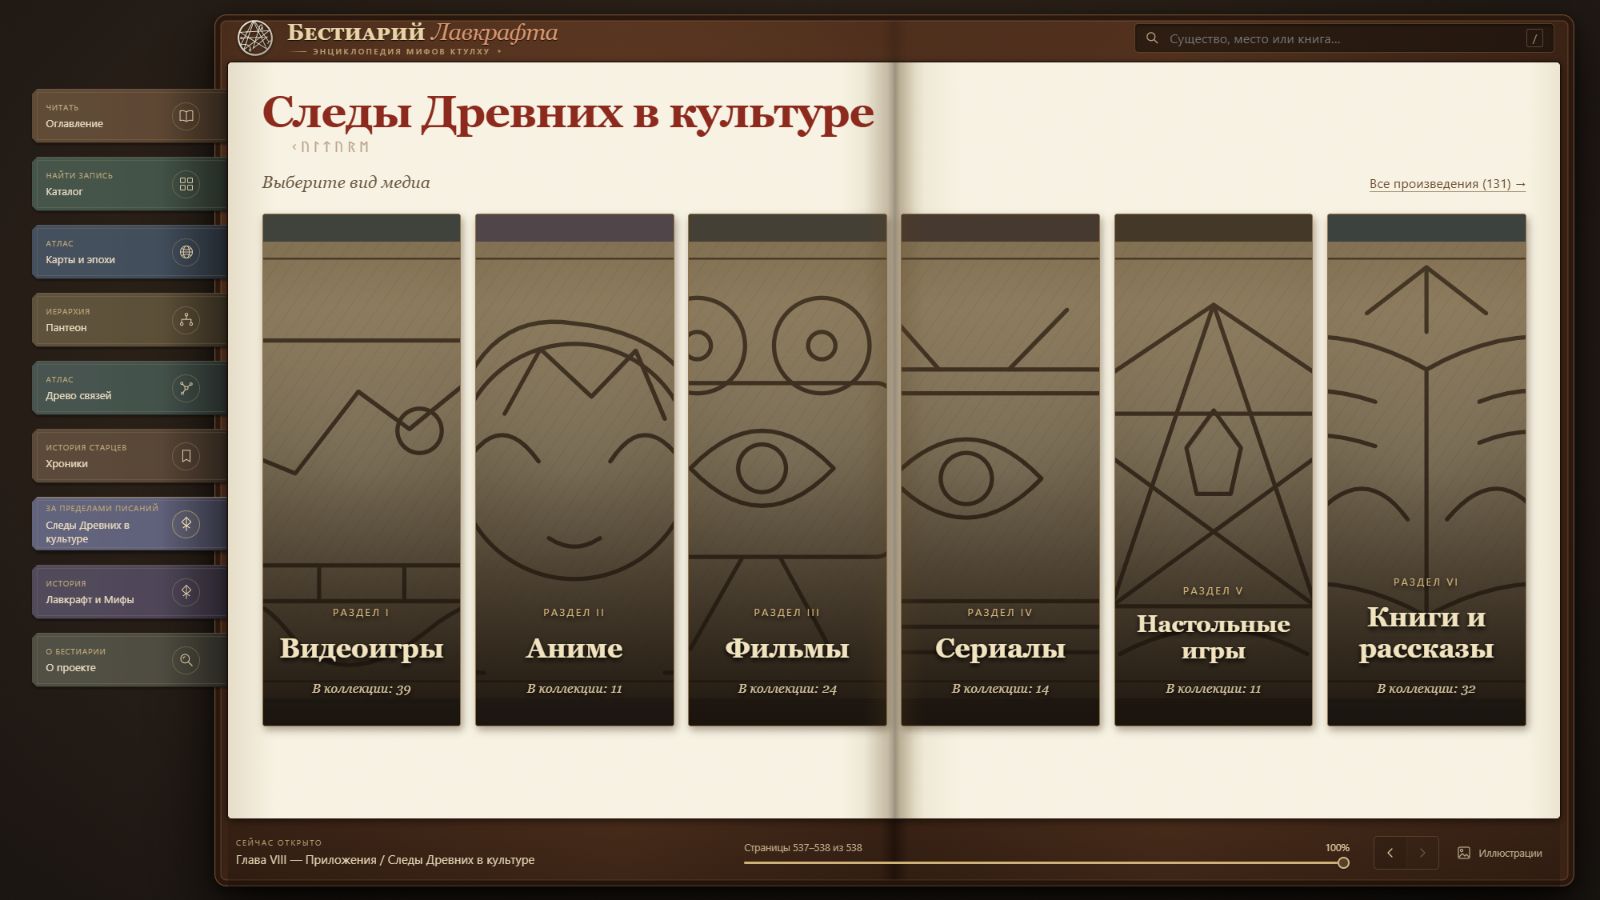 Бестиарий Лавкрафта
ЭНЦИКЛОПЕДИЯ МИФОВ КТУЛХУ
Существо, место или книга...
/
ЧИТАТЬ
Оглавление
НАЙТИ ЗАПИСЬ
Каталог
АТЛАС
Карты и эпохи
ИЕРАРХИЯ
Пантеон
АТЛАС
Древо связей
ИСТОРИЯ СТАРЦЕВ
Хроники
ЗА ПРЕДЕЛАМИ ПИСАНИЙ
Следы Древних в
культуре
ИСТОРИЯ
Лавкрафт и Мифы
О БЕСТИАРИИ
О проекте
Следы Древних в культуре
ᚲᚢᛚᛏᚢᚱᛖ
Выберите вид медиа
Все произведения (131) →
РАЗДЕЛ I
Видеоигры
В коллекции: 39
РАЗДЕЛ II
Аниме
В коллекции: 11
РАЗДЕЛ III
Фильмы
В коллекции: 24
РАЗДЕЛ IV
Сериалы
В коллекции: 14
РАЗДЕЛ V
Настольные
игры
В коллекции: 11
РАЗДЕЛ VI
Книги и
рассказы
В коллекции: 32
СЕЙЧАС ОТКРЫТО
Глава VIII — Приложения / Следы Древних в культуре
Страницы 537–538 из 538
100%
Иллюстрации